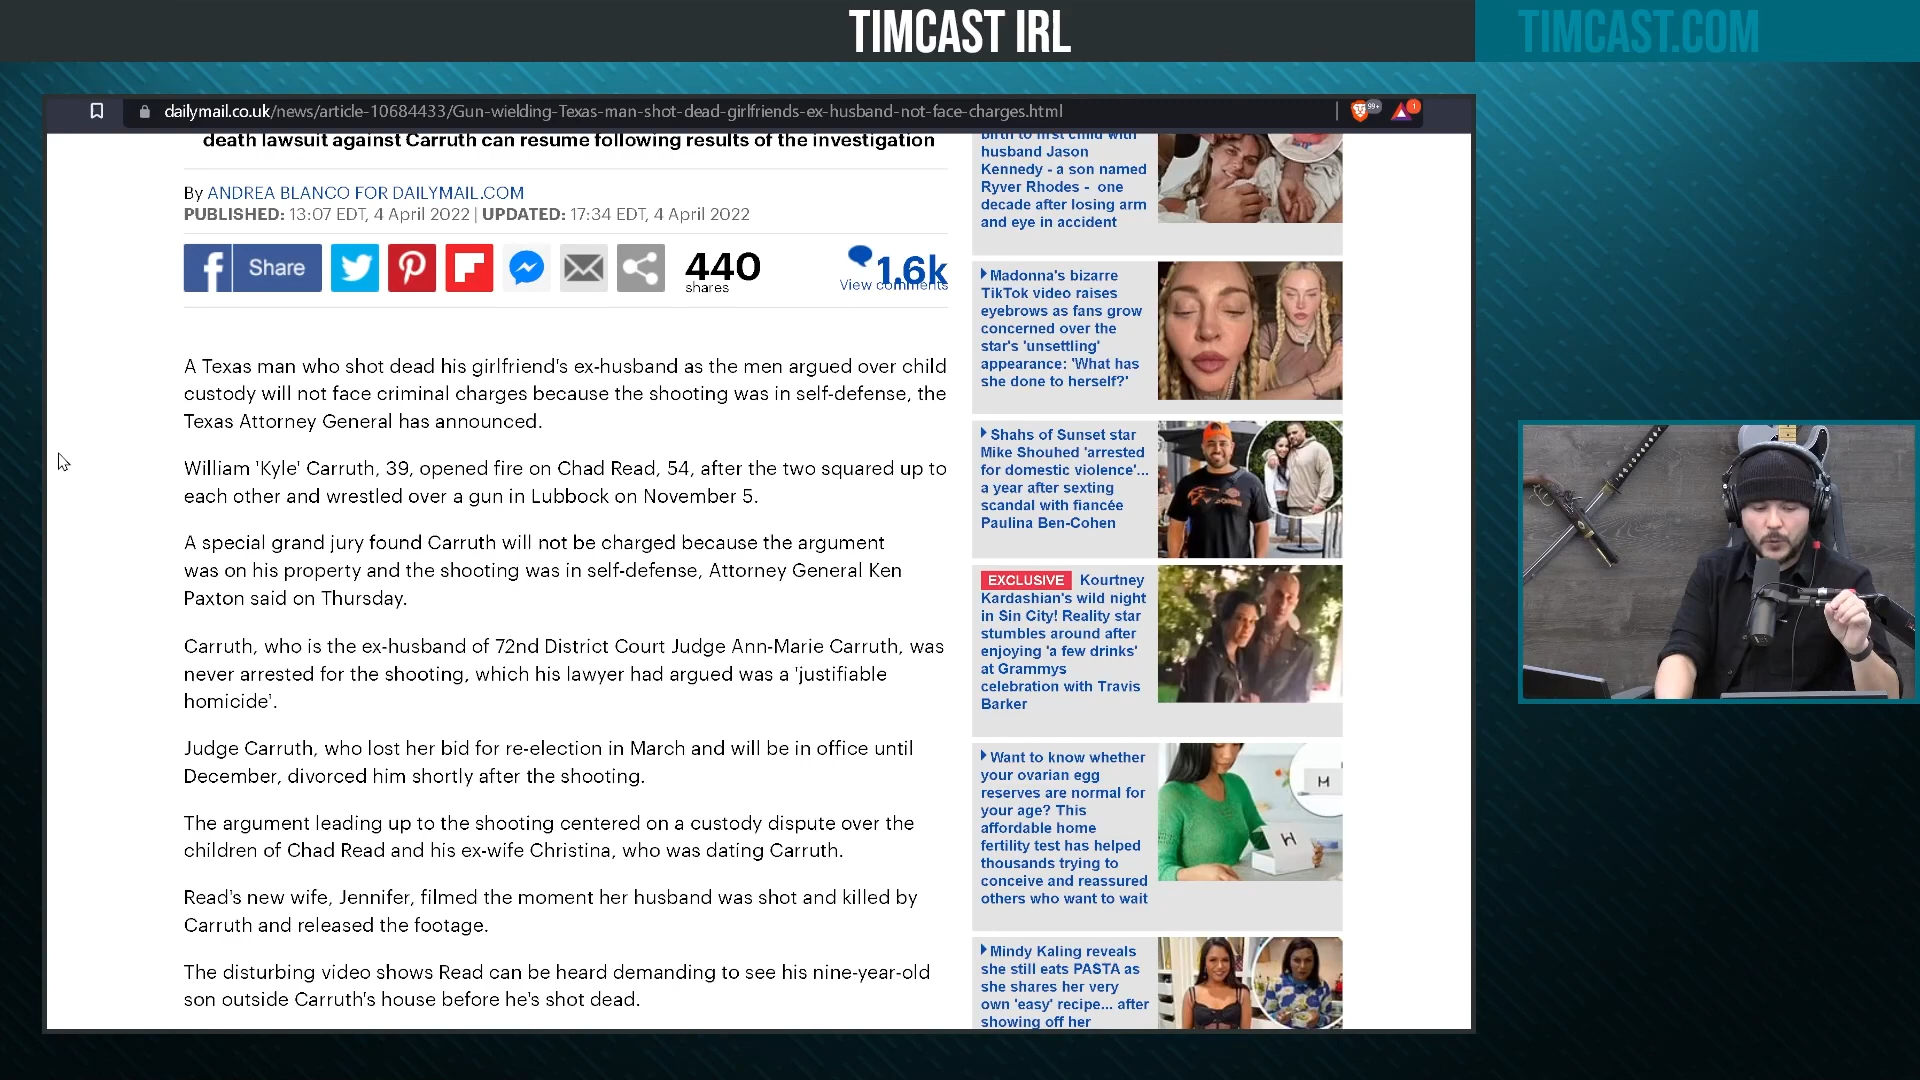 TIMCAST IRL
TIMCAST.COM
dailymail.co.uk/news/article-10684433/Gun-wielding-Texas-man-shot-dead-girlfriends-ex-husband-not-face-charges.html
99+
1
death lawsuit against Carruth can resume following results of the investigation
By ANDREA BLANCO FOR DAILYMAIL.COM
PUBLISHED: 13:07 EDT, 4 April 2022 | UPDATED: 17:34 EDT, 4 April 2022
Share
440
shares
1.6k
View comments
A Texas man who shot dead his girlfriend's ex-husband as the men argued over child
custody will not face criminal charges because the shooting was in self-defense, the
Texas Attorney General has announced.
William 'Kyle' Carruth, 39, opened fire on Chad Read, 54, after the two squared up to
each other and wrestled over a gun in Lubbock on November 5.
A special grand jury found Carruth will not be charged because the argument
was on his property and the shooting was in self-defense, Attorney General Ken
Paxton said on Thursday.
Carruth, who is the ex-husband of 72nd District Court Judge Ann-Marie Carruth, was
never arrested for the shooting, which his lawyer had argued was a 'justifiable
homicide'.
Judge Carruth, who lost her bid for re-election in March and will be in office until
December, divorced him shortly after the shooting.
The argument leading up to the shooting centered on a custody dispute over the
children of Chad Read and his ex-wife Christina, who was dating Carruth.
Read's new wife, Jennifer, filmed the moment her husband was shot and killed by
Carruth and released the footage.
The disturbing video shows Read can be heard demanding to see his nine-year-old
son outside Carruth's house before he's shot dead.
birth to first child with
husband Jason
Kennedy - a son named
Ryver Rhodes - one
decade after losing arm
and eye in accident
Madonna's bizarre
TikTok video raises
eyebrows as fans grow
concerned over the
star's 'unsettling'
appearance: 'What has
she done to herself?'
Shahs of Sunset star
Mike Shouhed 'arrested
for domestic violence'...
a year after sexting
scandal with fiancée
Paulina Ben-Cohen
EXCLUSIVE Kourtney
Kardashian's wild night
in Sin City! Reality star
stumbles around after
enjoying 'a few drinks'
at Grammys
celebration with Travis
Barker
Want to know whether
your ovarian egg
reserves are normal for
your age? This
affordable home
fertility test has helped
thousands trying to
conceive and reassured
others who want to wait
Mindy Kaling reveals
she still eats PASTA as
she shares her very
own 'easy' recipe... after
showing off her